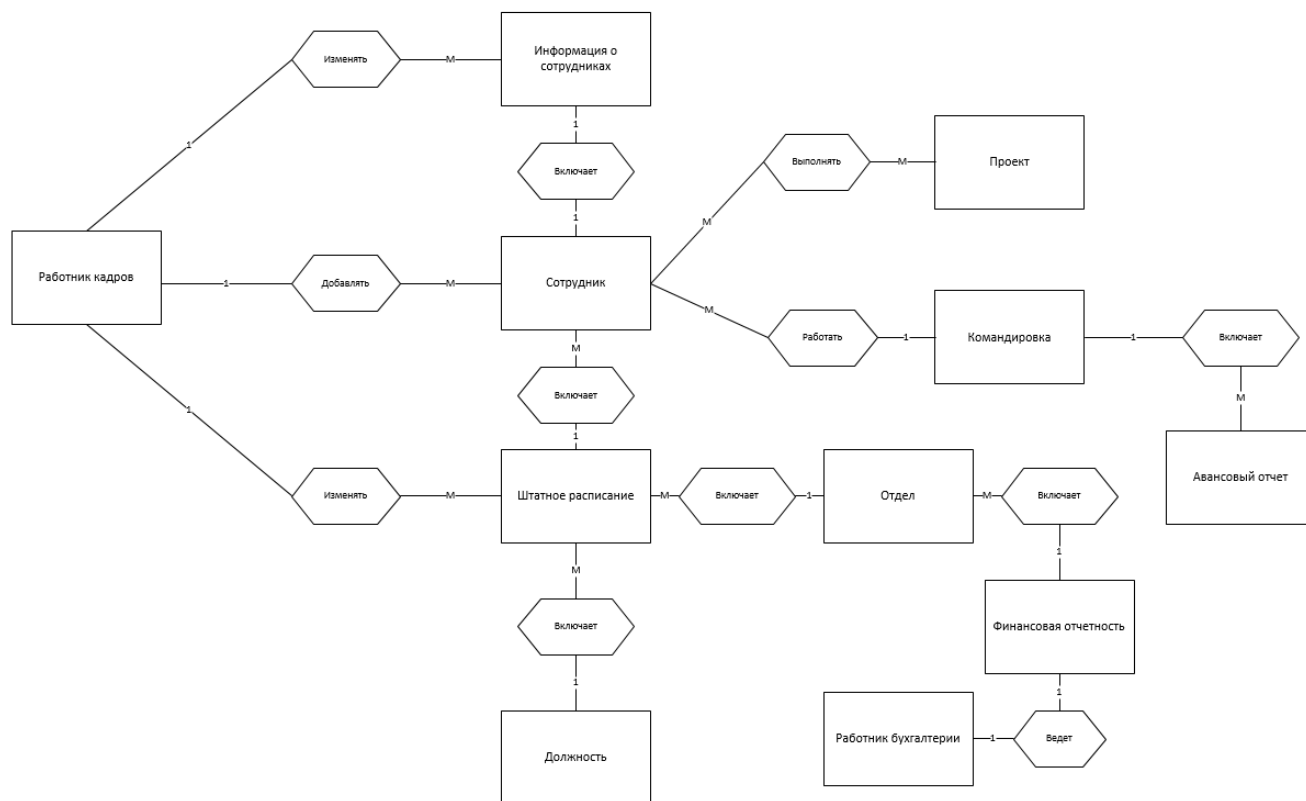 Изменять
М
Информация о
сотрудниках
1
1
Включает
Выполнять
М
Проект
М
1
Работник кадров
1
Добавлять
М
Сотрудник
М
Работать
1
Командировка
1
Включает
М
М
Включает
1
1
Авансовый отчет
Изменять
М
Штатное расписание
М
Включает
1
Отдел
М
Включает
1
М
Включает
Финансовая отчетность
1
1
Должность
Работник бухгалтерии
1
Ведет